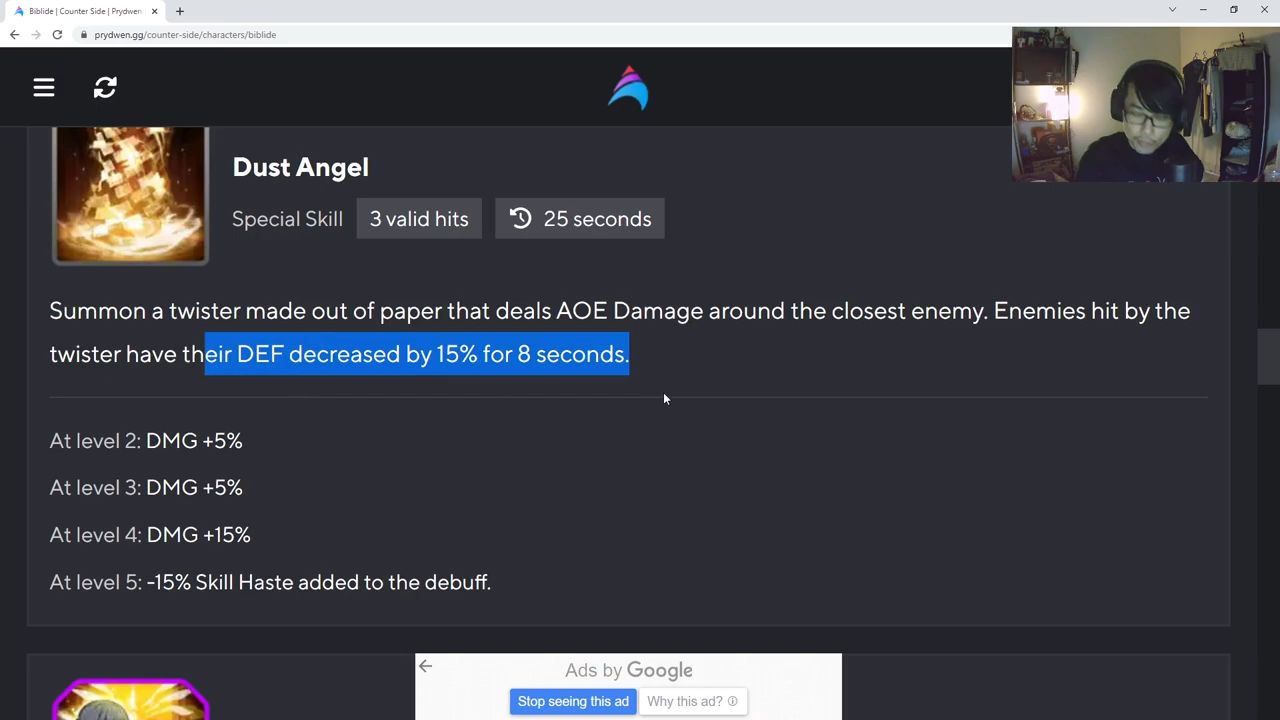 Biblide | Counter Side | Prydwen
prydwen.gg/counter-side/characters/biblide
Dust Angel
Special Skill 3 valid hits 25 seconds
Summon a twister made out of paper that deals AOE Damage around the closest enemy. Enemies hit by the
twister have their DEF decreased by 15% for 8 seconds.
At level 2: DMG +5%
At level 3: DMG +5%
At level 4: DMG +15%
At level 5: -15% Skill Haste added to the debuff.
Ads by Google
Stop seeing this ad Why this ad?